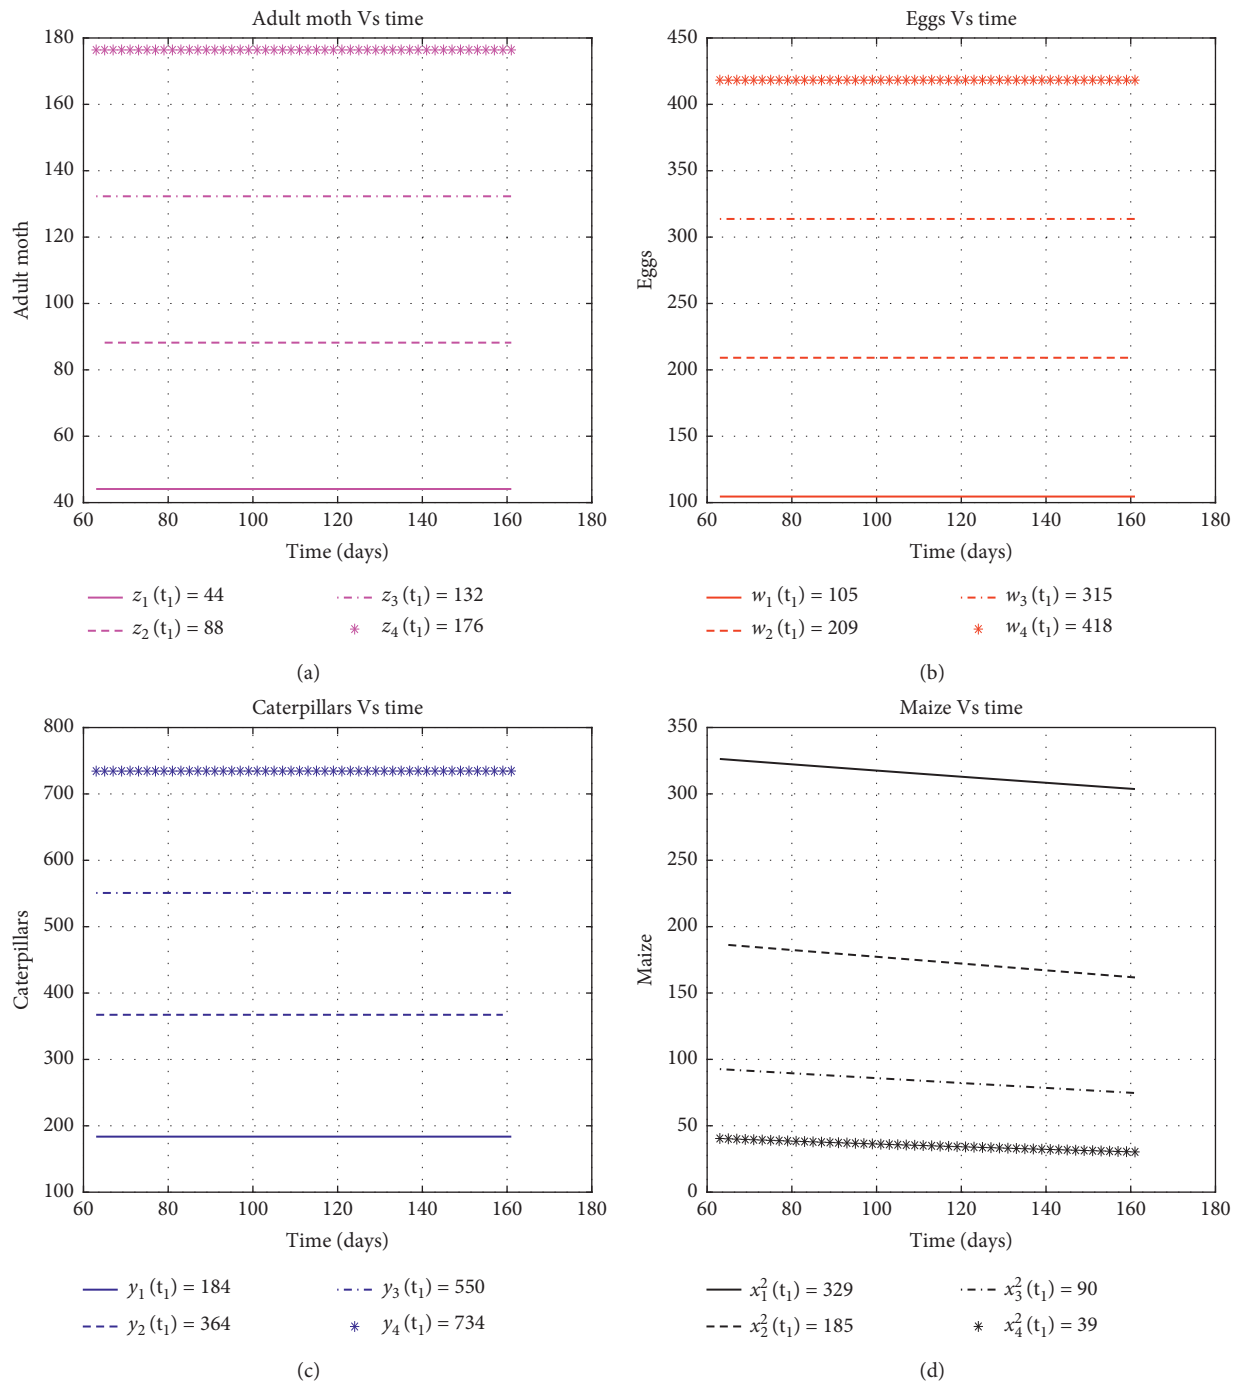 Adult moth Vs time
180
160
140
120
100
80
60
40
Adult moth
60 80 100 120 140 160 180
Time (days)
z₁ (t₁) = 44
z₂ (t₁) = 88
z₃ (t₁) = 132
z₄ (t₁) = 176
(a)
Eggs Vs time
450
400
350
300
250
200
150
100
Eggs
60 80 100 120 140 160 180
Time (days)
w₁ (t₁) = 105
w₂ (t₁) = 209
w₃ (t₁) = 315
w₄ (t₁) = 418
(b)
Caterpillars Vs time
800
700
600
500
400
300
200
100
Caterpillars
60 80 100 120 140 160 180
Time (days)
y₁ (t₁) = 184
y₂ (t₁) = 364
y₃ (t₁) = 550
y₄ (t₁) = 734
(c)
Maize Vs time
350
300
250
200
150
100
50
0
Maize
60 80 100 120 140 160 180
Time (days)
x₁² (t₁) = 329
x₂² (t₁) = 185
x₃² (t₁) = 90
x₄² (t₁) = 39
(d)